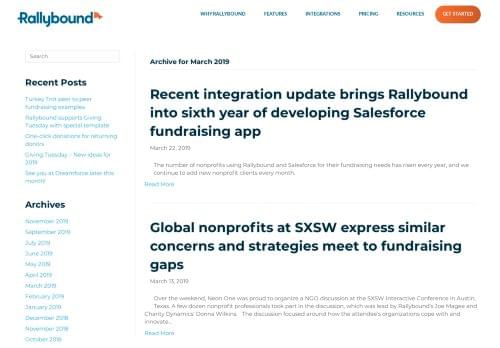 Rallybound
WHY RALLYBOUND
FEATURES
INTEGRATIONS
PRICING
RESOURCES
GET STARTED
Search
Recent Posts
Turkey Trot peer to peer
fundraising examples
Rallybound supports Giving
Tuesday with special template
One-click donations for returning
donors
Giving Tuesday – New ideas for
2019
See you at Dreamforce later this
month!
Archives
November 2019
September 2019
July 2019
June 2019
May 2019
April 2019
March 2019
February 2019
January 2019
December 2018
November 2018
October 2018
Archive for March 2019
Recent integration update brings Rallybound
into sixth year of developing Salesforce
fundraising app
March 22, 2019
The number of nonprofits using Rallybound and Salesforce for their fundraising needs has risen every year, and we
continue to add new nonprofit clients every month.
Read More
Global nonprofits at SXSW express similar
concerns and strategies meet to fundraising
gaps
March 13, 2019
Over the weekend, Neon One was proud to organize a NGO discussion at the SXSW Interactive Conference in Austin,
Texas. A few dozen nonprofit professionals took part in the discussion, which was lead by Rallybound's Joe Magee and
Charity Dynamics' Donna Wilkins. The discussion focused around how the attendee's organizations cope with and
innovate...
Read More